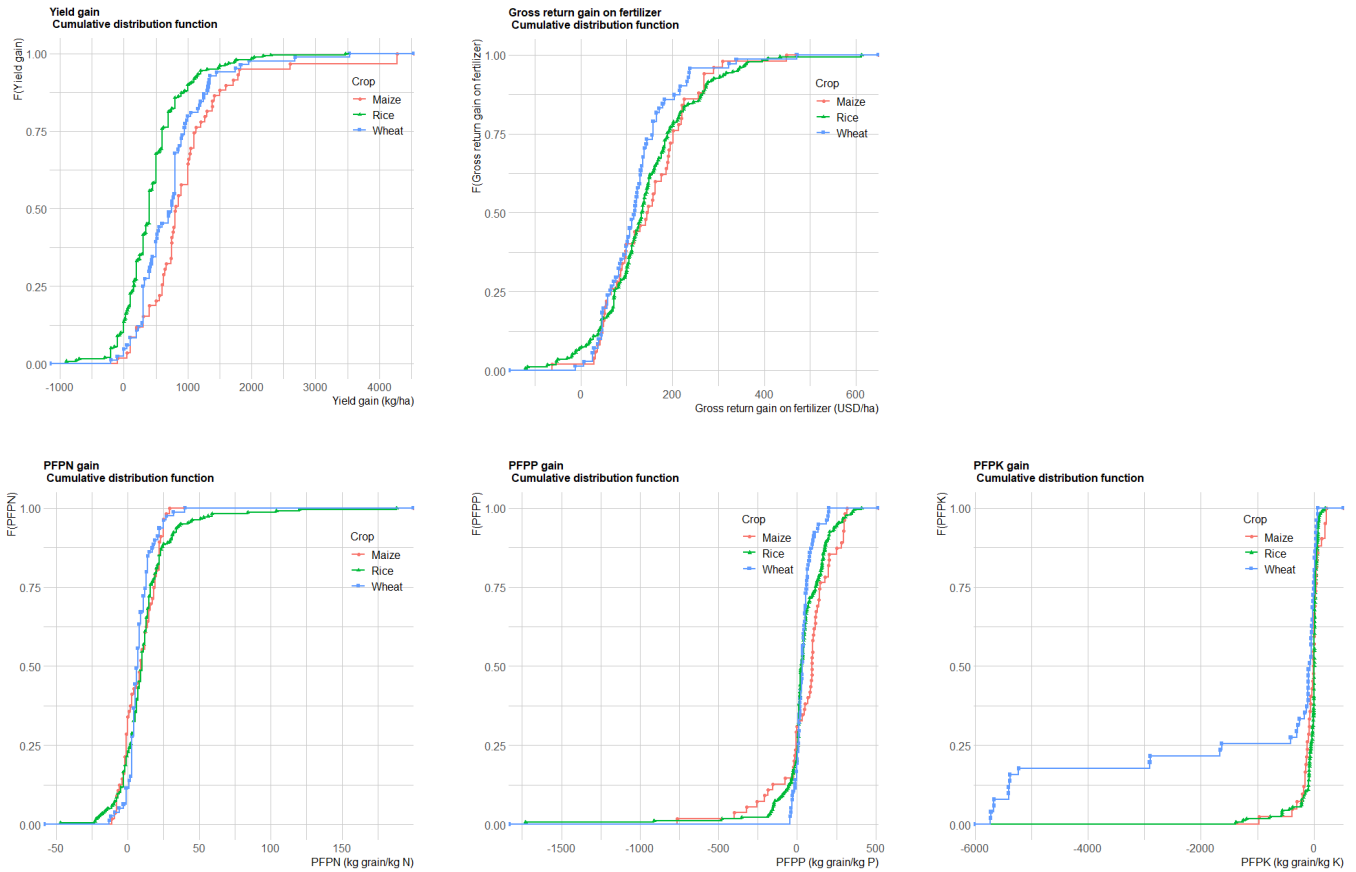 Yield gain
Cumulative distribution function
F(Yield gain)
1.00
0.75
0.50
0.25
0.00
Crop
Maize
Rice
Wheat
-1000 0 1000 2000 3000 4000
Yield gain (kg/ha)
Gross return gain on fertilizer
Cumulative distribution function
F(Gross return gain on fertilizer)
1.00
0.75
0.50
0.25
0.00
Crop
Maize
Rice
Wheat
0 200 400 600
Gross return gain on fertilizer (USD/ha)
PFPN gain
Cumulative distribution function
F(PFPN)
1.00
0.75
0.50
0.25
0.00
Crop
Maize
Rice
Wheat
-50 0 50 100 150
PFPN (kg grain/kg N)
PFPP gain
Cumulative distribution function
F(PFPP)
1.00
0.75
0.50
0.25
0.00
Crop
Maize
Rice
Wheat
-1500 -1000 -500 0 500
PFPP (kg grain/kg P)
PFPK gain
Cumulative distribution function
F(PFPK)
1.00
0.75
0.50
0.25
0.00
Crop
Maize
Rice
Wheat
-6000 -4000 -2000 0
PFPK (kg grain/kg K)